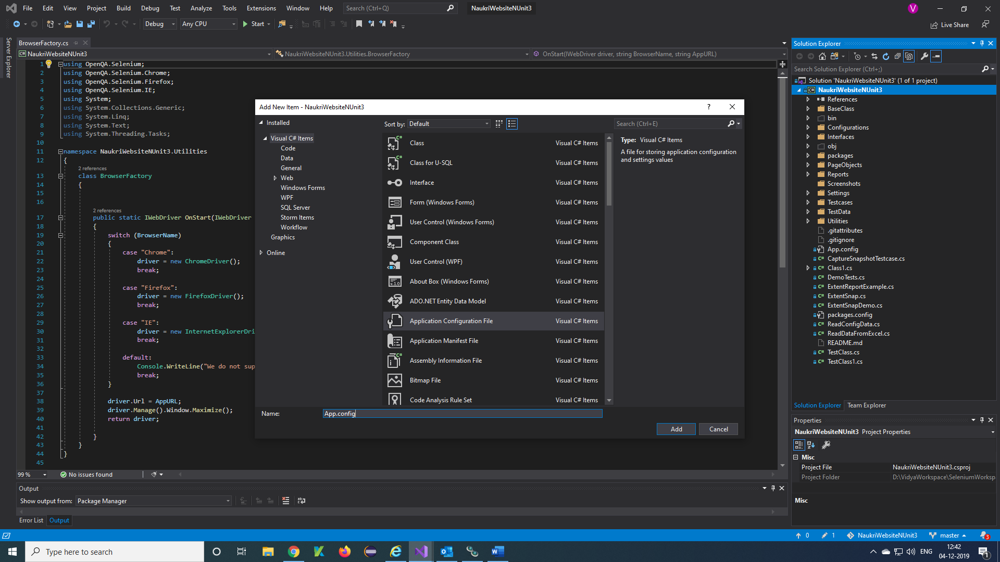 File Edit View Project Build Debug Test Analyze Tools Extensions Window Help Search (Ctrl+Q) NaukriWebsiteNUnit3 V
Debug Any CPU Start Live Share
Server Explorer
BrowserFactory.cs
NaukriWebsiteNUnit3 NaukriWebsiteNUnit3.Utilities.BrowserFactory OnStart(IWebDriver driver, string BrowserName, string AppURL)
1 using OpenQA.Selenium;
2 using OpenQA.Selenium.Chrome;
3 using OpenQA.Selenium.Firefox;
4 using OpenQA.Selenium.IE;
5 using System;
6 using System.Collections.Generic;
7 using System.Linq;
8 using System.Text;
9 using System.Threading.Tasks;
10
11 namespace NaukriWebsiteNUnit3.Utilities
12 {
2 references
13 class BrowserFactory
14 {
15
16
2 references
17 public static IWebDriver OnStart(IWebDriver
18 {
19 switch (BrowserName)
20 {
21 case "Chrome":
22 driver = new ChromeDriver();
23 break;
24
25 case "Firefox":
26 driver = new FirefoxDriver();
27 break;
28
29 case "IE":
30 driver = new InternetExplorerDri
31 break;
32
33 default:
34 Console.WriteLine("We do not sup
35 break;
36 }
37
38 driver.Url = AppURL;
39 driver.Manage().Window.Maximize();
40 return driver;
41
42 }
43 }
44 }
45
99 % No issues found
Output
Show output from: Package Manager
Error List Output
Add New Item - NaukriWebsiteNUnit3 ?
Installed
Visual C# Items
Code
Data
General
Web
Windows Forms
WPF
SQL Server
Storm Items
Workflow
Graphics
Online
Sort by: Default
Search (Ctrl+E)
Class Visual C# Items
Class for U-SQL Visual C# Items
Interface Visual C# Items
Form (Windows Forms) Visual C# Items
User Control (Windows Forms) Visual C# Items
Component Class Visual C# Items
User Control (WPF) Visual C# Items
About Box (Windows Forms) Visual C# Items
ADO.NET Entity Data Model Visual C# Items
Application Configuration File Visual C# Items
Application Manifest File Visual C# Items
Assembly Information File Visual C# Items
Bitmap File Visual C# Items
Code Analysis Rule Set Visual C# Items
Type: Visual C# Items
A file for storing application configuration
and settings values
Name: App.config
Add Cancel
Solution Explorer
Search Solution Explorer (Ctrl+;)
Solution 'NaukriWebsiteNUnit3' (1 of 1 project)
NaukriWebsiteNUnit3
References
BaseClass
bin
Configurations
Interfaces
obj
packages
PageObjects
Reports
Screenshots
Settings
Testcases
TestData
Utilities
.gitattributes
.gitignore
App.config
CaptureSnapshotTestcase.cs
Class1.cs
DemoTests.cs
ExtentReportExample.cs
ExtentSnap.cs
ExtentSnapDemo.cs
packages.config
ReadConfigData.cs
ReadDataFromExcel.cs
README.md
TestClass.cs
TestClass1.cs
Solution Explorer Team Explorer
Properties
NaukriWebsiteNUnit3 Project Properties
Misc
Project File NaukriWebsiteNUnit3.csproj
Project Folder D:\VidyaWorkspace\SeleniumWorksp
Misc
0 1 NaukriWebsiteNUnit3 master 3
Type here to search
ENG 12:42
04-12-2019 1